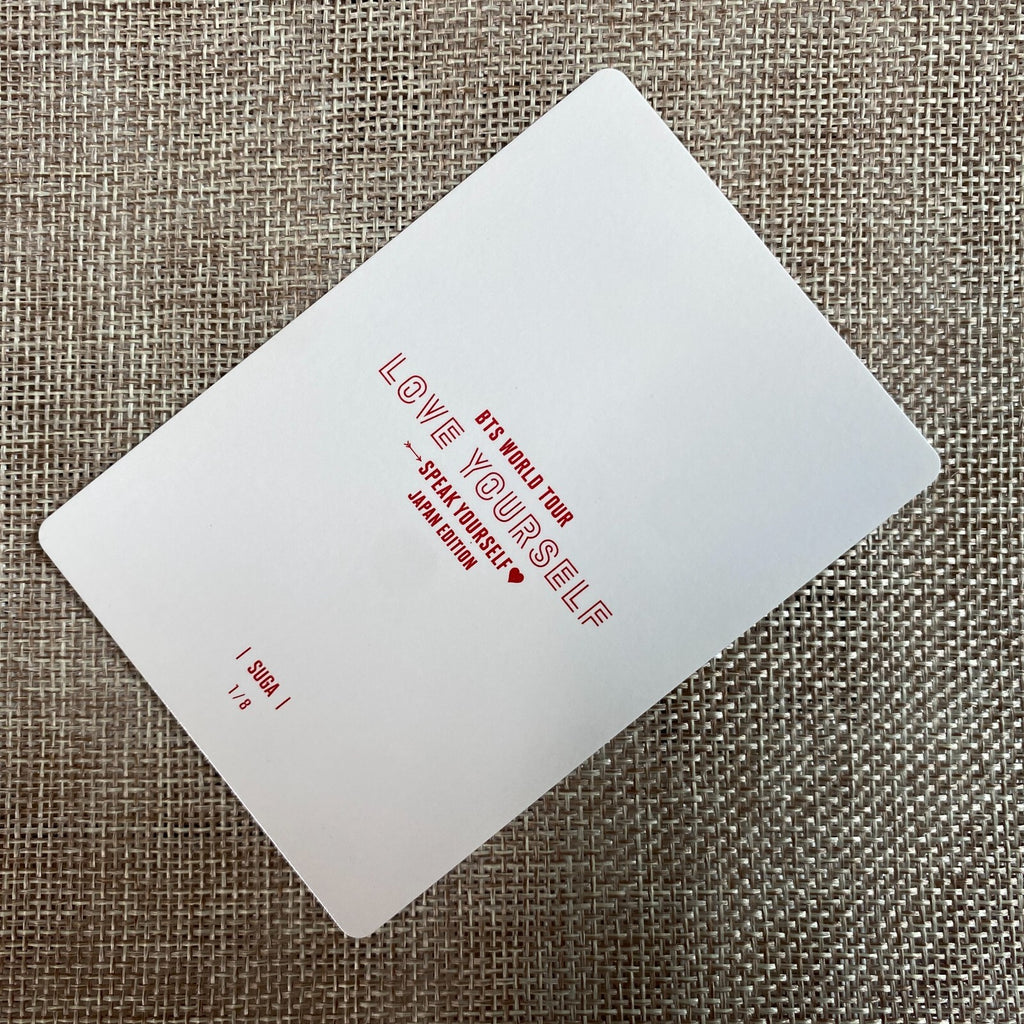 BTS WORLD TOUR
LOVE YOURSELF
SPEAK YOURSELF
JAPAN EDITION
| SUGA |
1/8